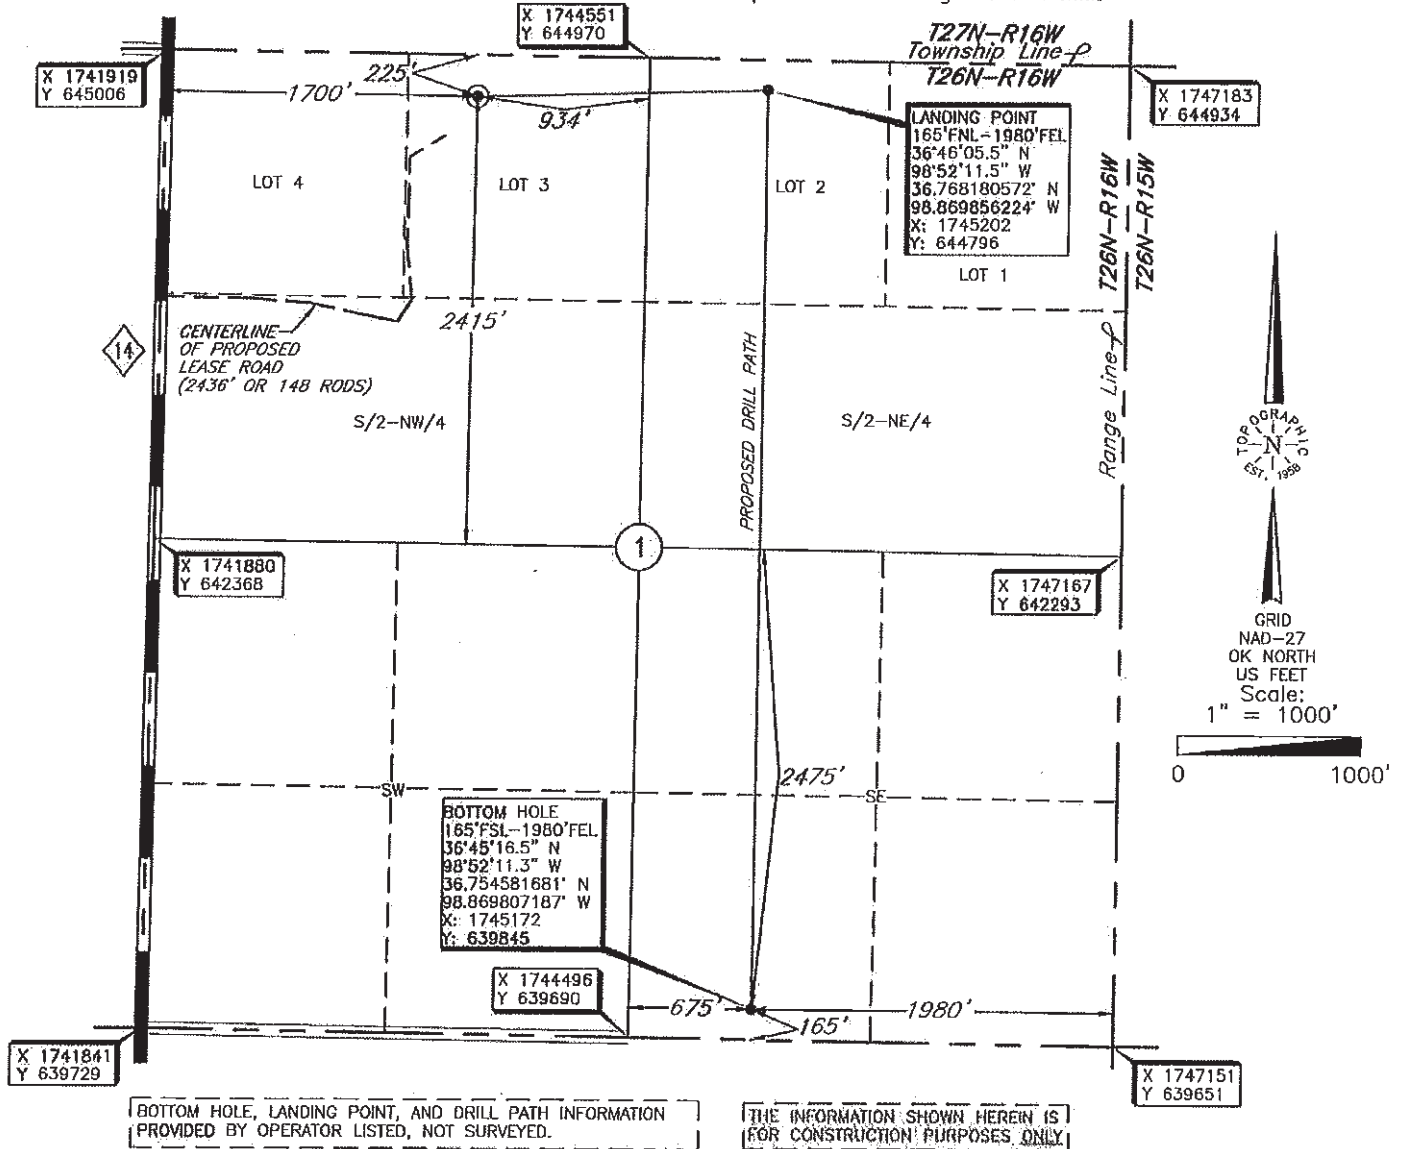 X 1744551
Y 644970
T27N-R16W
Township Line
T26N-R16W
X 1741919
Y 645006
225'
1700'
934'
X 1747183
Y 644934
LANDING POINT
165'FNL-1980'FEL
36°46'05.5" N
98°52'11.5" W
36.768180572° N
98.869856224° W
X: 1745202
Y: 644796
LOT 4
LOT 3
LOT 2
LOT 1
T26N-R16W
T26N-R15W
CENTERLINE
OF PROPOSED
LEASE ROAD
(2436' OR 148 RODS)
2415'
14
PROPOSED DRILL PATH
Range Line
S/2-NW/4
S/2-NE/4
TOPOGRAPHIC
N
EST. 1958
1
X 1741880
Y 642368
X 1747167
Y 642293
GRID
NAD-27
OK NORTH
US FEET
Scale:
1" = 1000'
0 1000'
SW
2475'
SE
BOTTOM HOLE
165'FSL-1980'FEL
36°45'16.5" N
98°52'11.3" W
36.754581681° N
98.869807187° W
X: 1745172
Y: 639845
X 1744496
Y 639690
675'
165'
1980'
X 1741841
Y 639729
X 1747151
Y 639651
BOTTOM HOLE, LANDING POINT, AND DRILL PATH INFORMATION
PROVIDED BY OPERATOR LISTED, NOT SURVEYED.
THE INFORMATION SHOWN HEREIN IS
FOR CONSTRUCTION PURPOSES ONLY